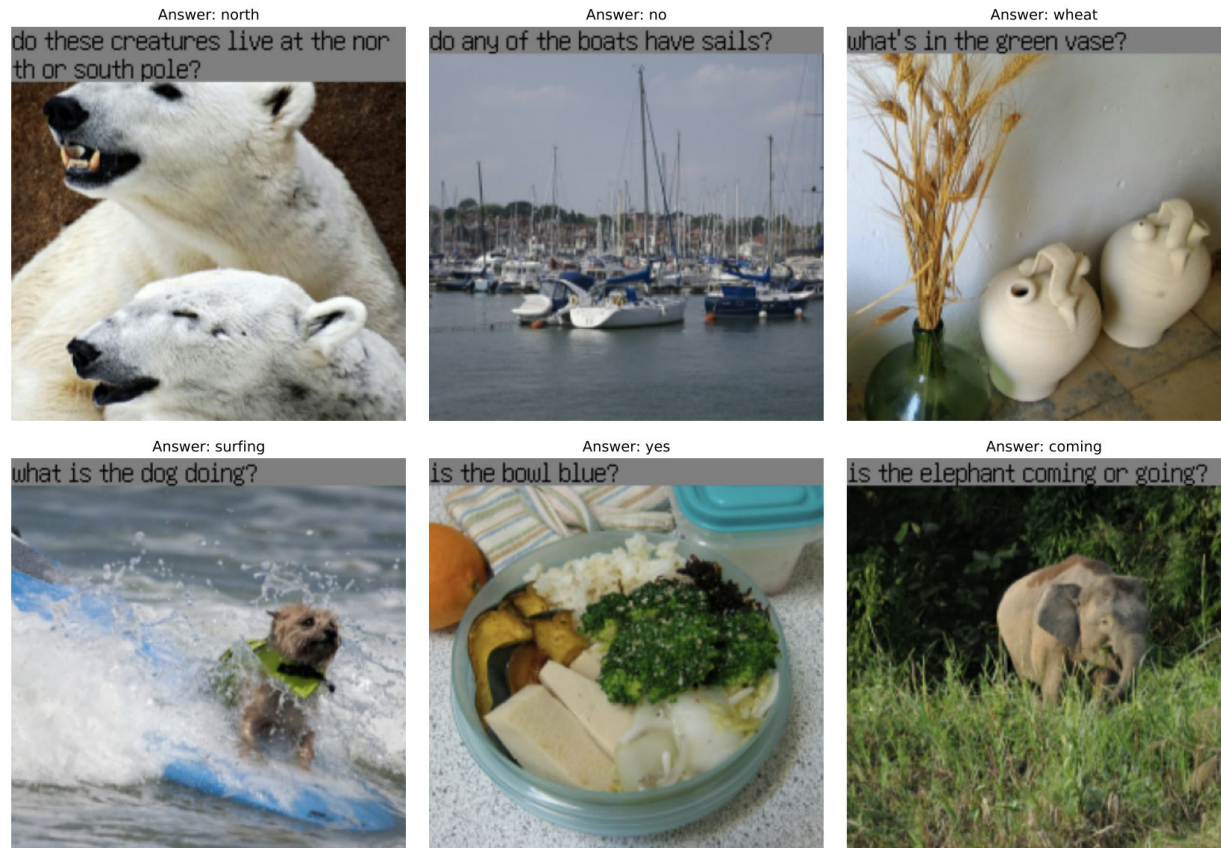 Answer: north
do these creatures live at the nor
th or south pole?
Answer: no
do any of the boats have sails?
Answer: wheat
what's in the green vase?
Answer: surfing
what is the dog doing?
Answer: yes
is the bowl blue?
Answer: coming
is the elephant coming or going?